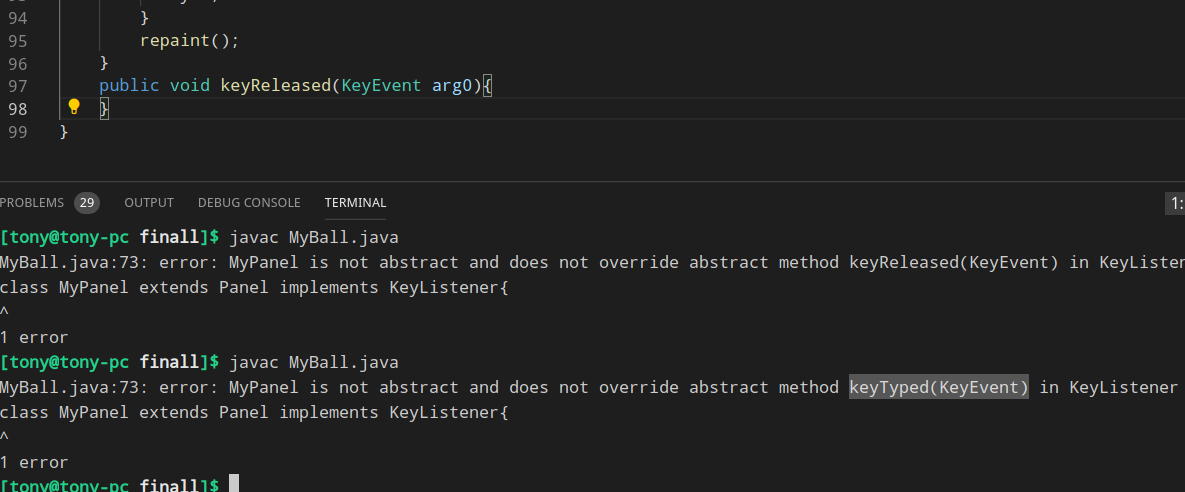 94 }
95 repaint();
96 }
97 public void keyReleased(KeyEvent arg0){
98 }
99 }
PROBLEMS 29 OUTPUT DEBUG CONSOLE TERMINAL 1:
[tony@tony-pc finall]$ javac MyBall.java
MyBall.java:73: error: MyPanel is not abstract and does not override abstract method keyReleased(KeyEvent) in KeyListen
class MyPanel extends Panel implements KeyListener{
^
1 error
[tony@tony-pc finall]$ javac MyBall.java
MyBall.java:73: error: MyPanel is not abstract and does not override abstract method keyTyped(KeyEvent) in KeyListener
class MyPanel extends Panel implements KeyListener{
^
1 error
[tony@tony-pc finall]$